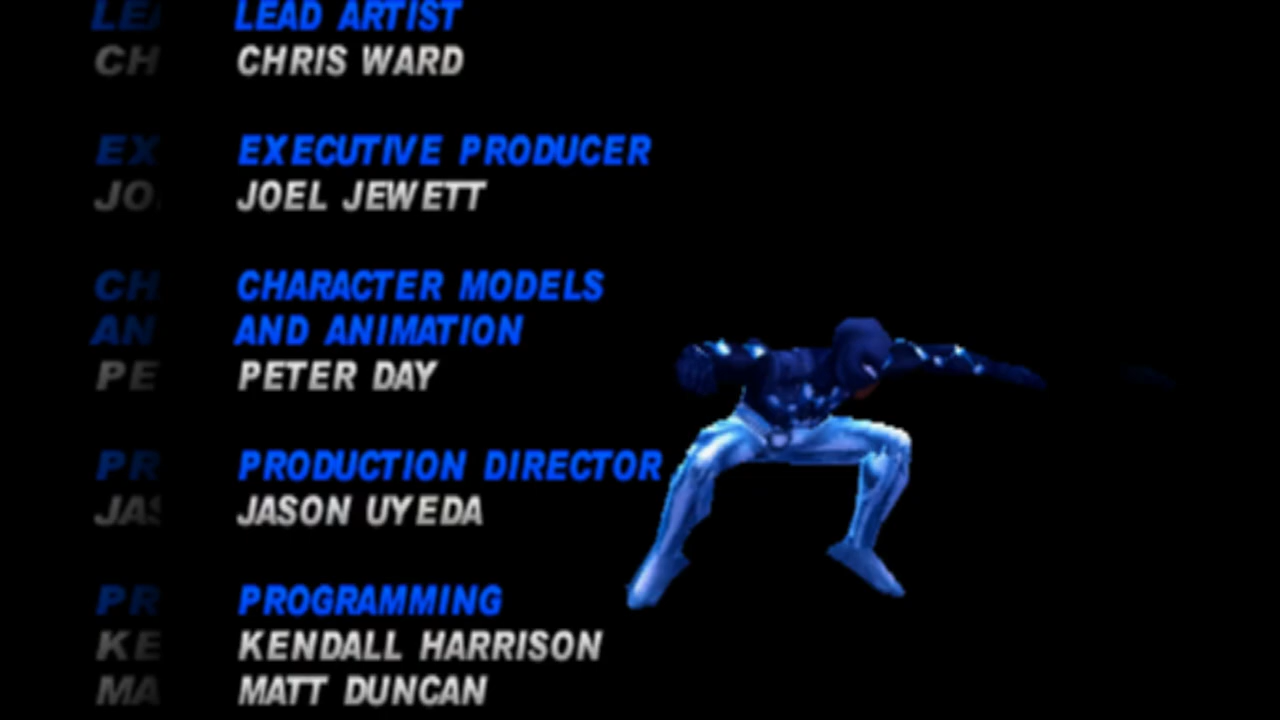 LEAD ARTIST
CHRIS WARD
EXECUTIVE PRODUCER
JOEL JEWETT
CHARACTER MODELS
AND ANIMATION
PETER DAY
PRODUCTION DIRECTOR
JASON UYEDA
PROGRAMMING
KENDALL HARRISON
MATT DUNCAN